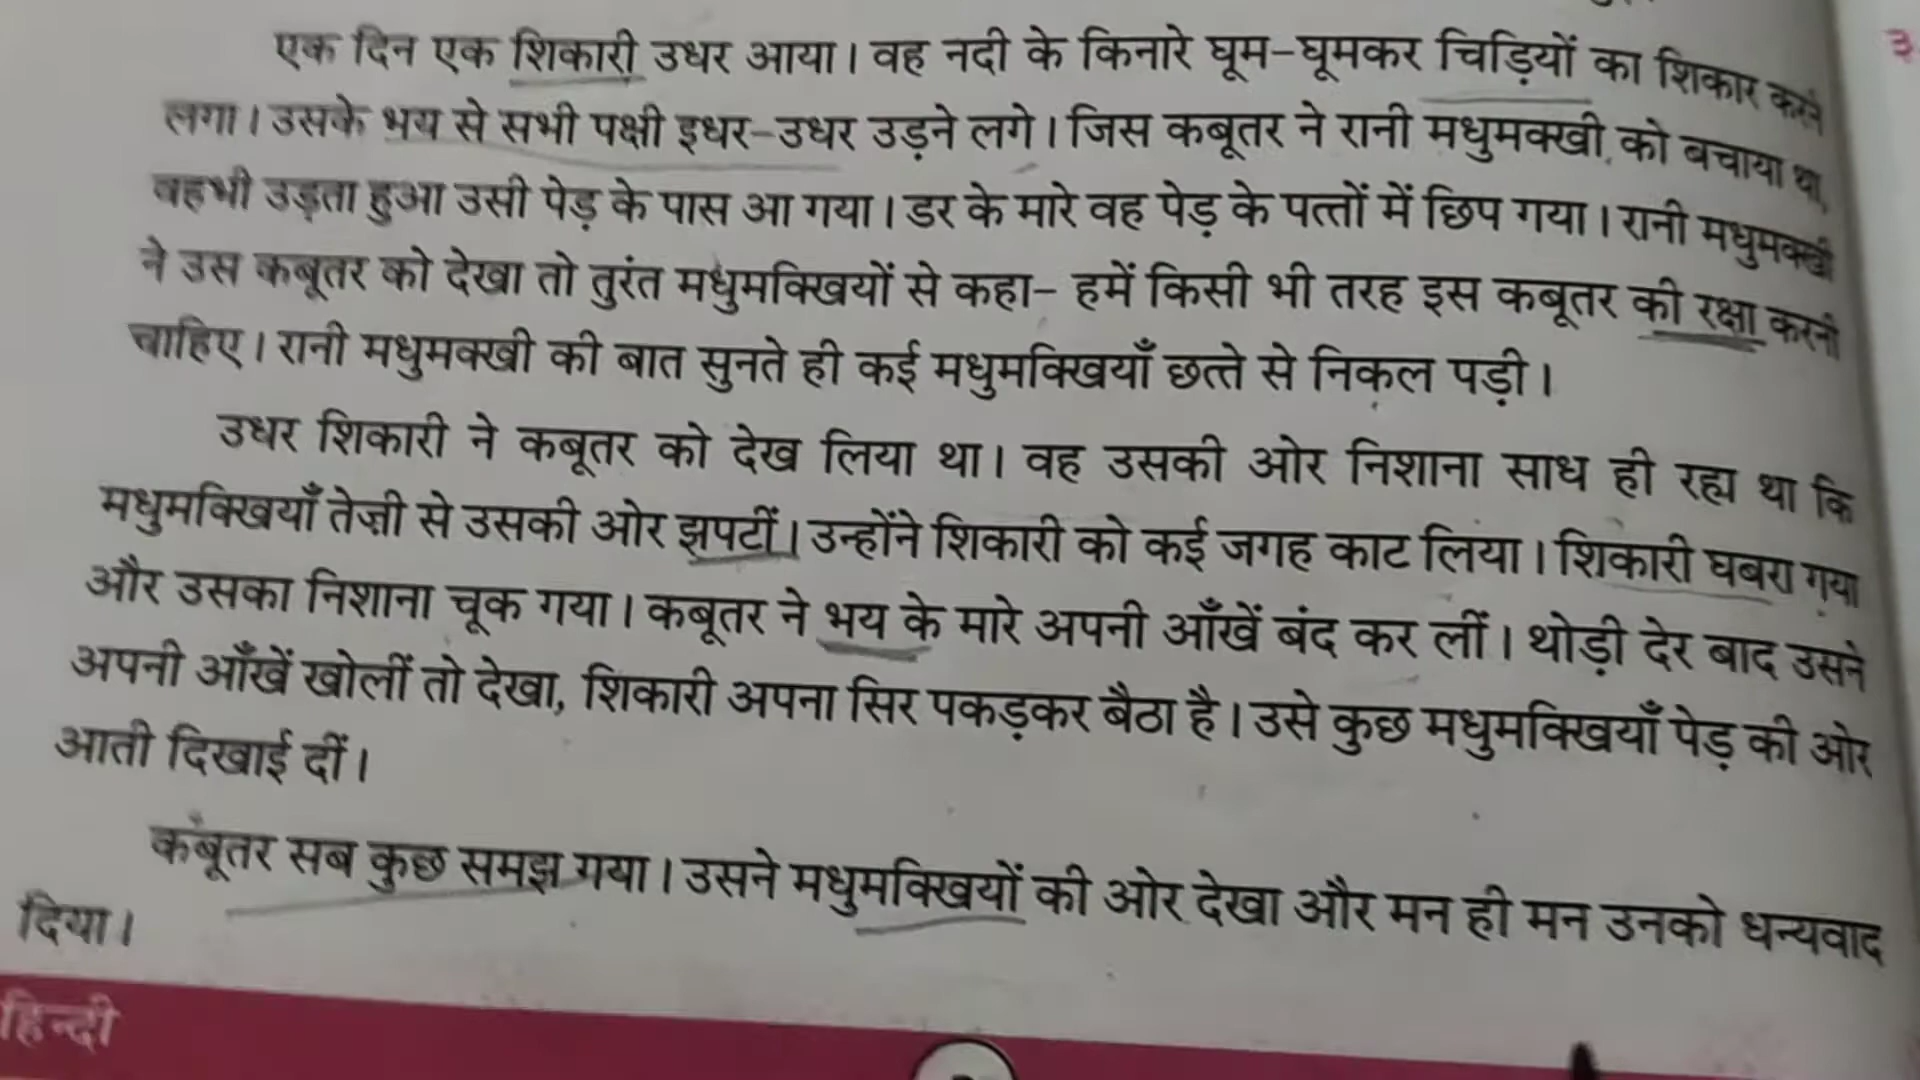 एक दिन एक शिकारी उधर आया। वह नदी के किनारे घूम-घूमकर चिड़ियों का शिकार करने
लगा। उसके भय से सभी पक्षी इधर-उधर उड़ने लगे। जिस कबूतर ने रानी मधुमक्खी को बचाया था,
वहभी उड़ता हुआ उसी पेड़ के पास आ गया। डर के मारे वह पेड़ के पत्तों में छिप गया। रानी मधुमक्खी
ने उस कबूतर को देखा तो तुरंत मधुमक्खियों से कहा- हमें किसी भी तरह इस कबूतर की रक्षा करनी
चाहिए। रानी मधुमक्खी की बात सुनते ही कई मधुमक्खियाँ छत्ते से निकल पड़ी।
उधर शिकारी ने कबूतर को देख लिया था। वह उसकी ओर निशाना साध ही रहा था कि
मधुमक्खियाँ तेज़ी से उसकी ओर झपटीं। उन्होंने शिकारी को कई जगह काट लिया। शिकारी घबरा गया
और उसका निशाना चूक गया। कबूतर ने भय के मारे अपनी आँखें बंद कर लीं। थोड़ी देर बाद उसने
अपनी आँखें खोलीं तो देखा, शिकारी अपना सिर पकड़कर बैठा है। उसे कुछ मधुमक्खियाँ पेड़ की ओर
आती दिखाई दीं।
कबूतर सब कुछ समझ गया। उसने मधुमक्खियों की ओर देखा और मन ही मन उनको धन्यवाद
दिया।
हिन्दी
३